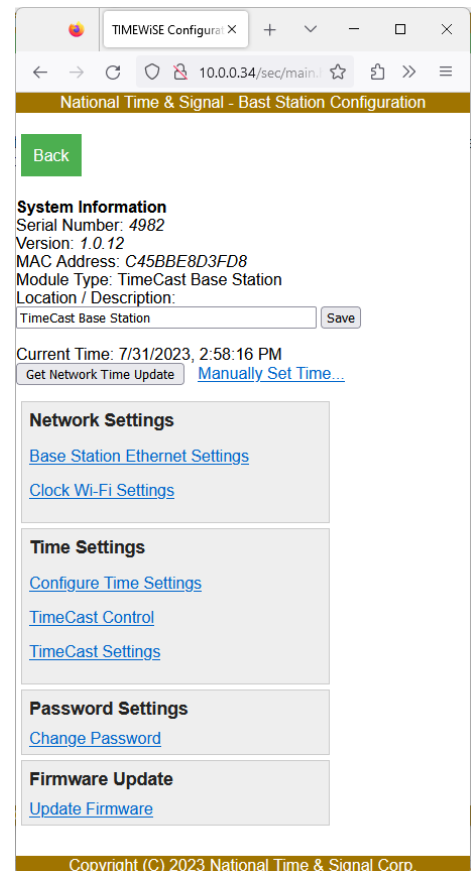 TIMEWiSE Configurat
10.0.0.34/sec/main.
National Time & Signal - Bast Station Configuration
Back
System Information
Serial Number: 4982
Version: 1.0.12
MAC Address: C45BBE8D3FD8
Module Type: TimeCast Base Station
Location / Description:
TimeCast Base Station Save
Current Time: 7/31/2023, 2:58:16 PM
Get Network Time Update Manually Set Time...
Network Settings
Base Station Ethernet Settings
Clock Wi-Fi Settings
Time Settings
Configure Time Settings
TimeCast Control
TimeCast Settings
Password Settings
Change Password
Firmware Update
Update Firmware
Copyright (C) 2023 National Time & Signal Corp.